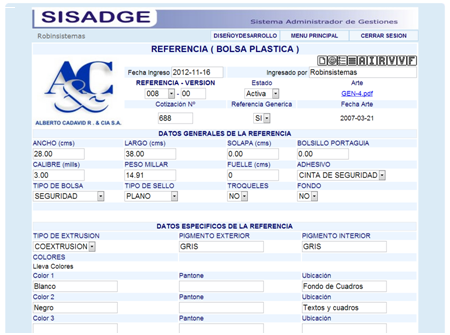 SISADGE
Sistema Administrador de Gestiones
Robinsistemas
DISEÑOYDESARROLLO MENU PRINCIPAL CERRAR SESION
REFERENCIA ( BOLSA PLASTICA )
A&C
ALBERTO CADAVID R. & CIA S.A.
A I R V V F
Fecha Ingreso 2012-11-16 Ingresado por Robinsistemas
REFERENCIA - VERSION Estado Arte
008 - 00 Activa GEN-4.pdf
Cotización Nº Referencia Generica Fecha Arte
688 SI 2007-03-21
DATOS GENERALES DE LA REFERENCIA
ANCHO (cms) LARGO (cms) SOLAPA (cms) BOLSILLO PORTAGUIA
28.00 38.00 0.00 0.00
CALIBRE (mills) PESO MILLAR FUELLE (cms) ADHESIVO
3.00 14.91 0 CINTA DE SEGURIDAD
TIPO DE BOLSA TIPO DE SELLO TROQUELES FONDO
SEGURIDAD PLANO NO NO
DATOS ESPECIFICOS DE LA REFERENCIA
TIPO DE EXTRUSION PIGMENTO EXTERIOR PIGMENTO INTERIOR
COEXTRUSION GRIS GRIS
COLORES
Lleva Colores
Color 1 Pantone Ubicación
Blanco Fondo de Cuadros
Color 2 Pantone Ubicación
Negro Textos y cuadros
Color 3 Pantone Ubicación